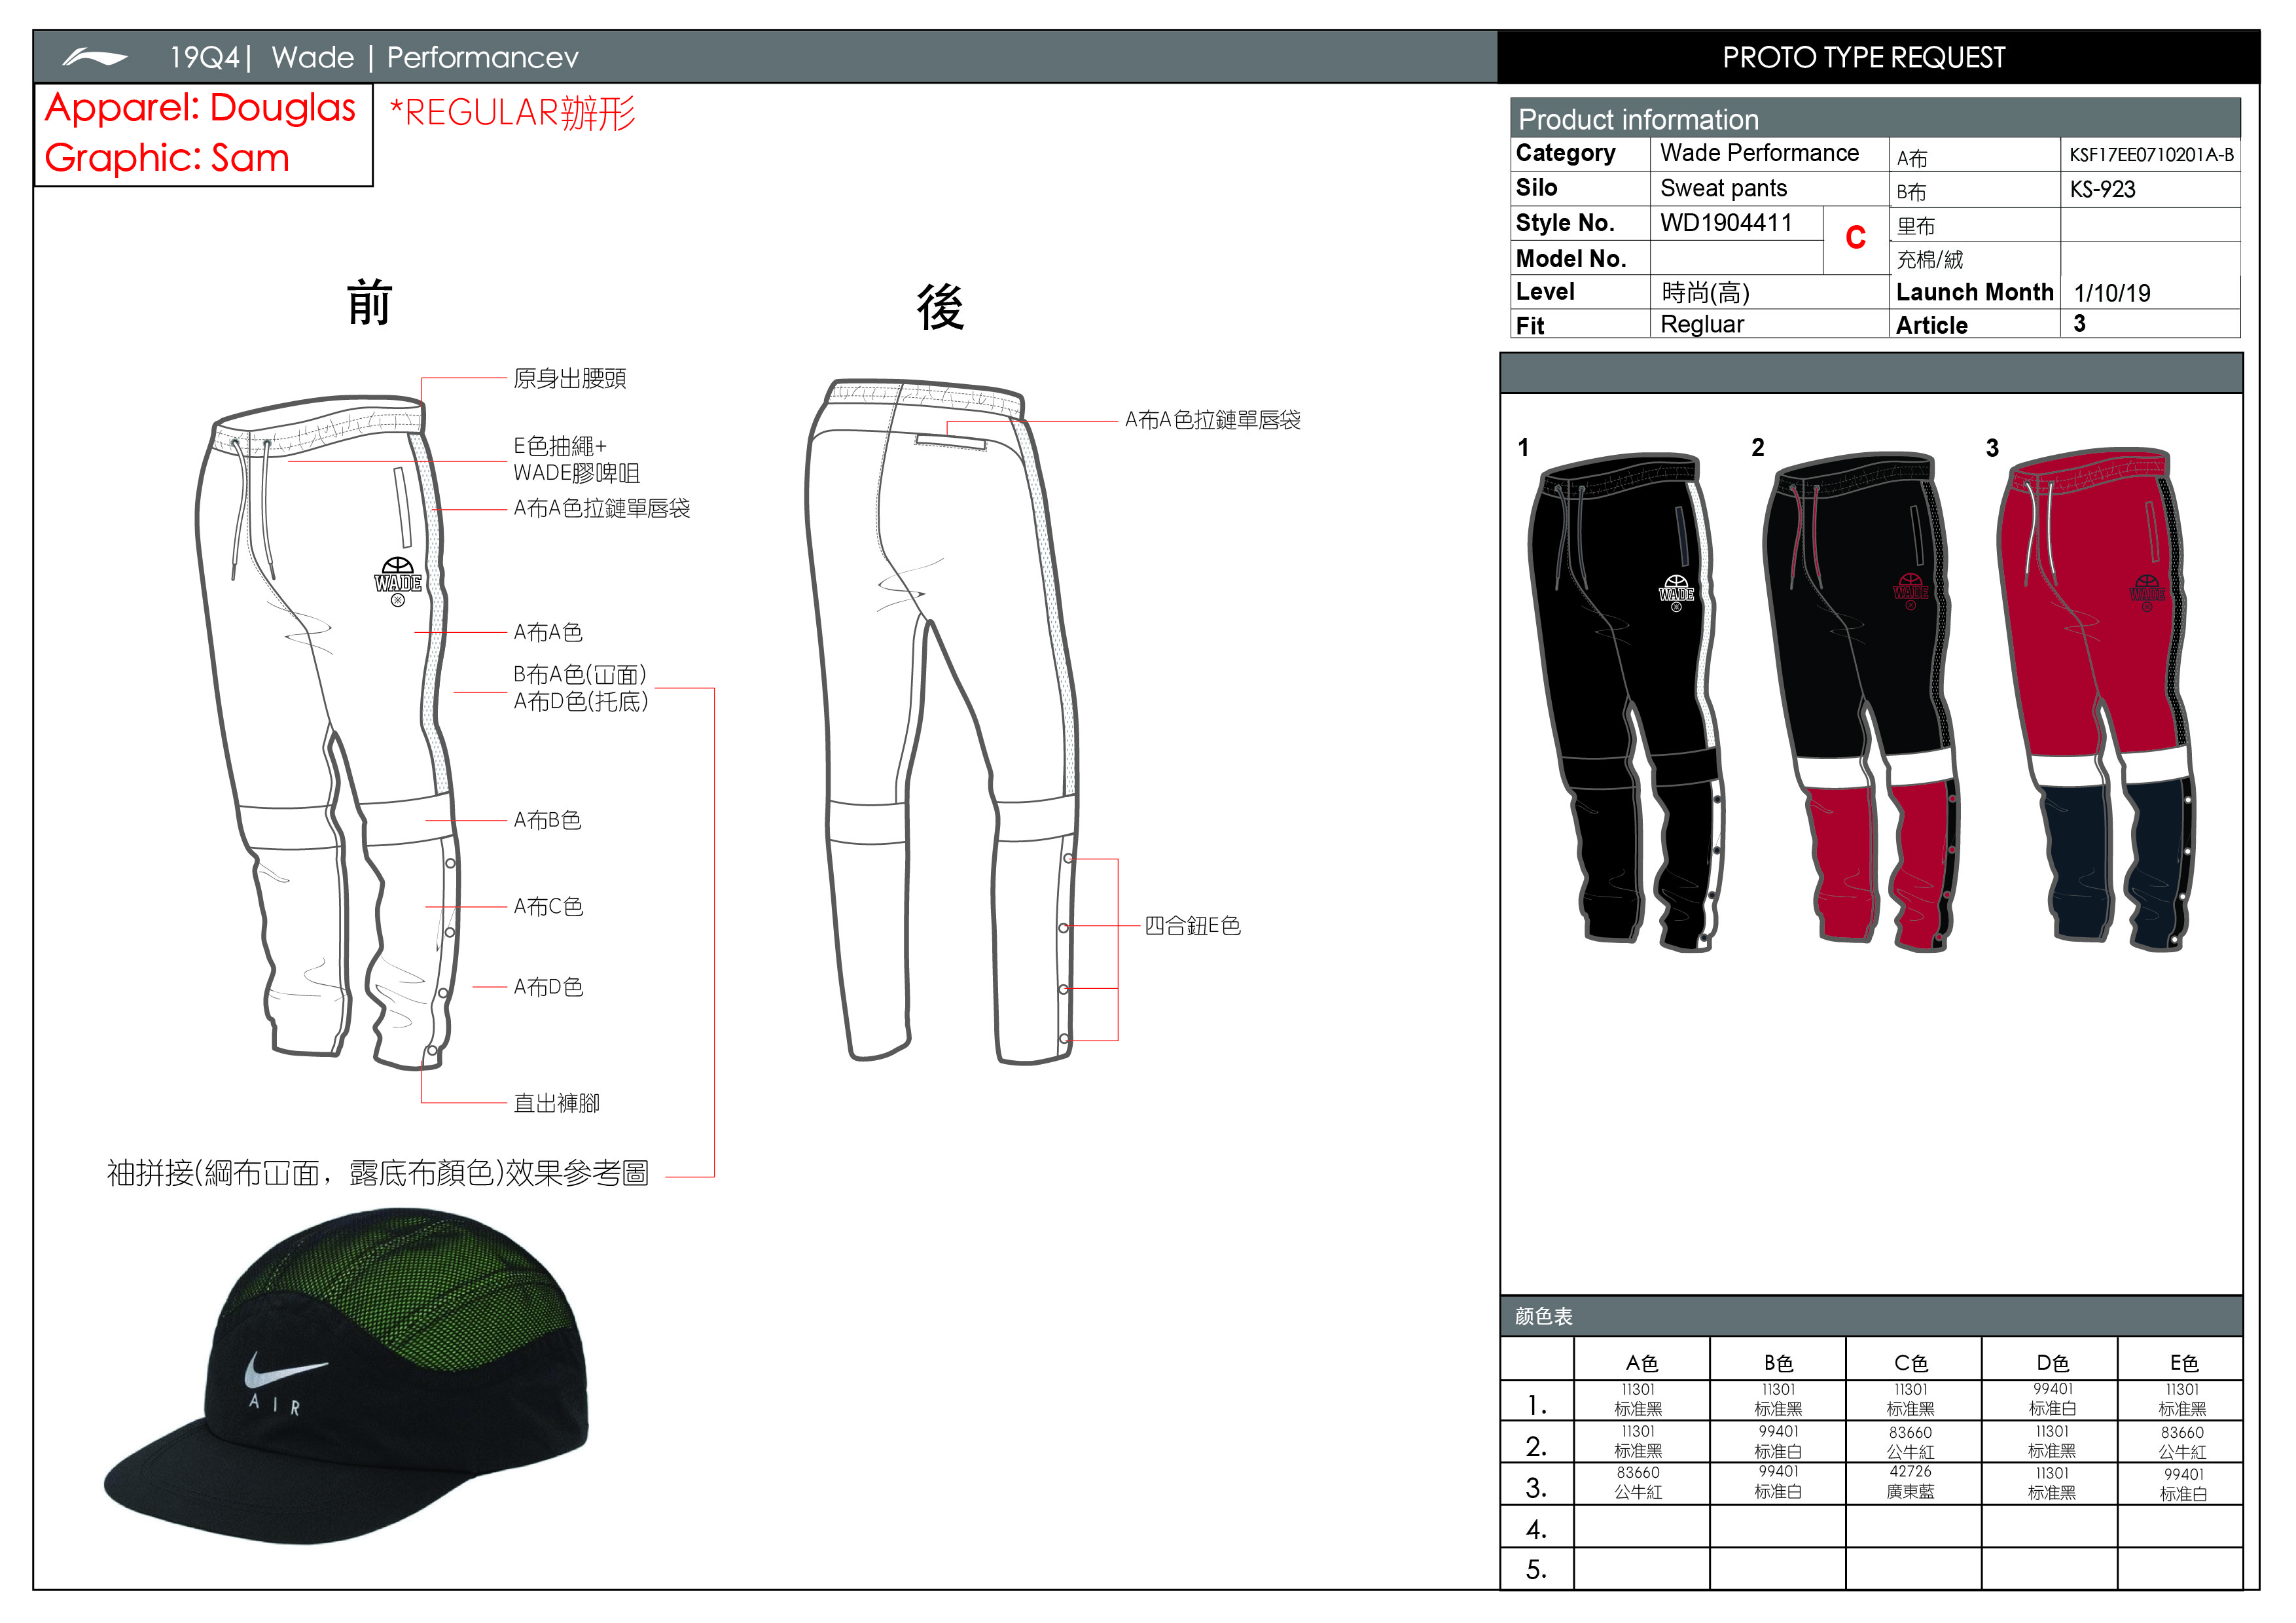 19Q4| Wade | Performancev
PROTO TYPE REQUEST
Apparel: Douglas
Graphic: Sam
*REGULAR辦形
Product information
Category Wade Performance A布 KSF17EE0710201A-B
Silo Sweat pants B布 KS-923
Style No. WD1904411 C 里布
Model No. 充棉/絨
Level 時尚(高) Launch Month 1/10/19
Fit Regluar Article 3
前
後
原身出腰頭
E色抽繩+
WADE膠啤咀
A布A色拉鏈單唇袋
WADE
A布A色
B布A色(冚面)
A布D色(托底)
A布B色
A布C色
A布D色
直出褲腳
A布A色拉鏈單唇袋
四合鈕E色
袖拼接(綱布冚面，露底布顏色)效果參考圖
AIR
1 2 3
WADE
WADE
WADE
颜色表
A色 B色 C色 D色 E色
11301 11301 11301 99401 11301
1. 标准黑 标准黑 标准黑 标准白 标准黑
11301 99401 83660 11301 83660
2. 标准黑 标准白 公牛紅 标准黑 公牛紅
83660 99401 42726 11301 99401
3. 公牛紅 标准白 廣東藍 标准黑 标准白
4.
5.